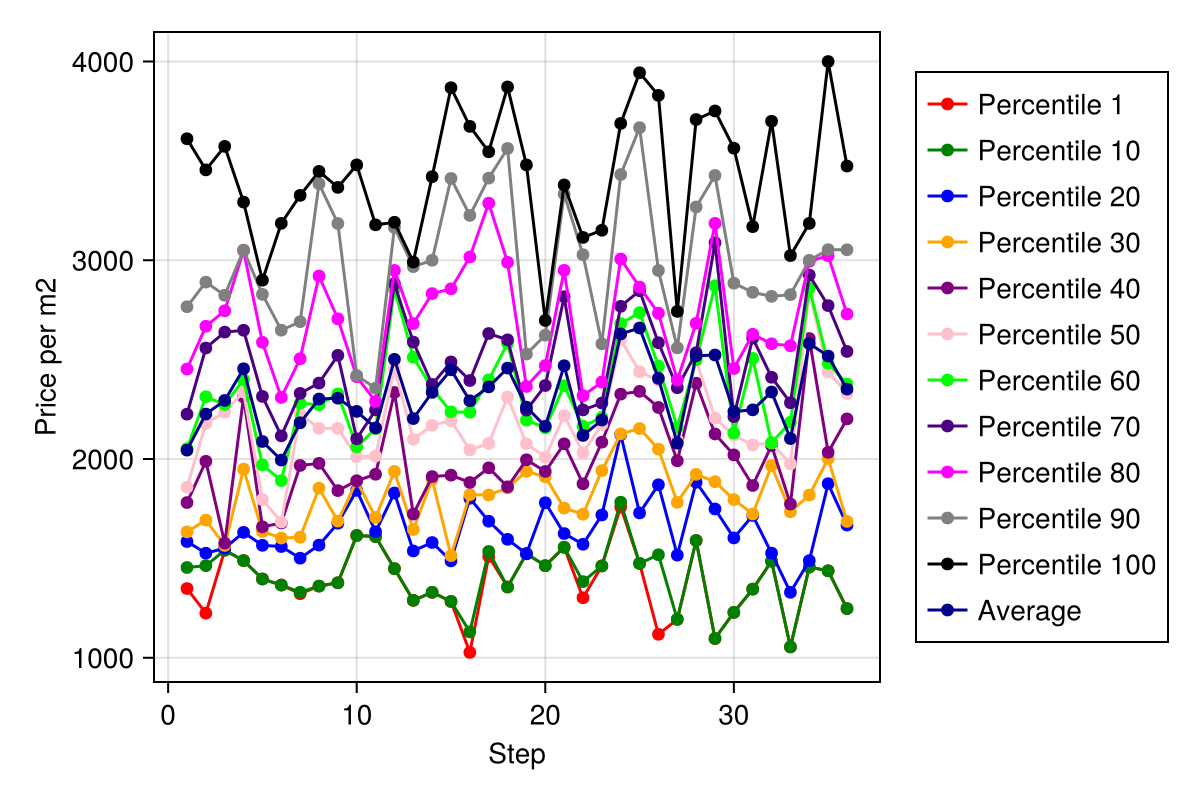 4000
3000
2000
1000
Price per m2
0
10
20
30
Step
Percentile 1
Percentile 10
Percentile 20
Percentile 30
Percentile 40
Percentile 50
Percentile 60
Percentile 70
Percentile 80
Percentile 90
Percentile 100
Average